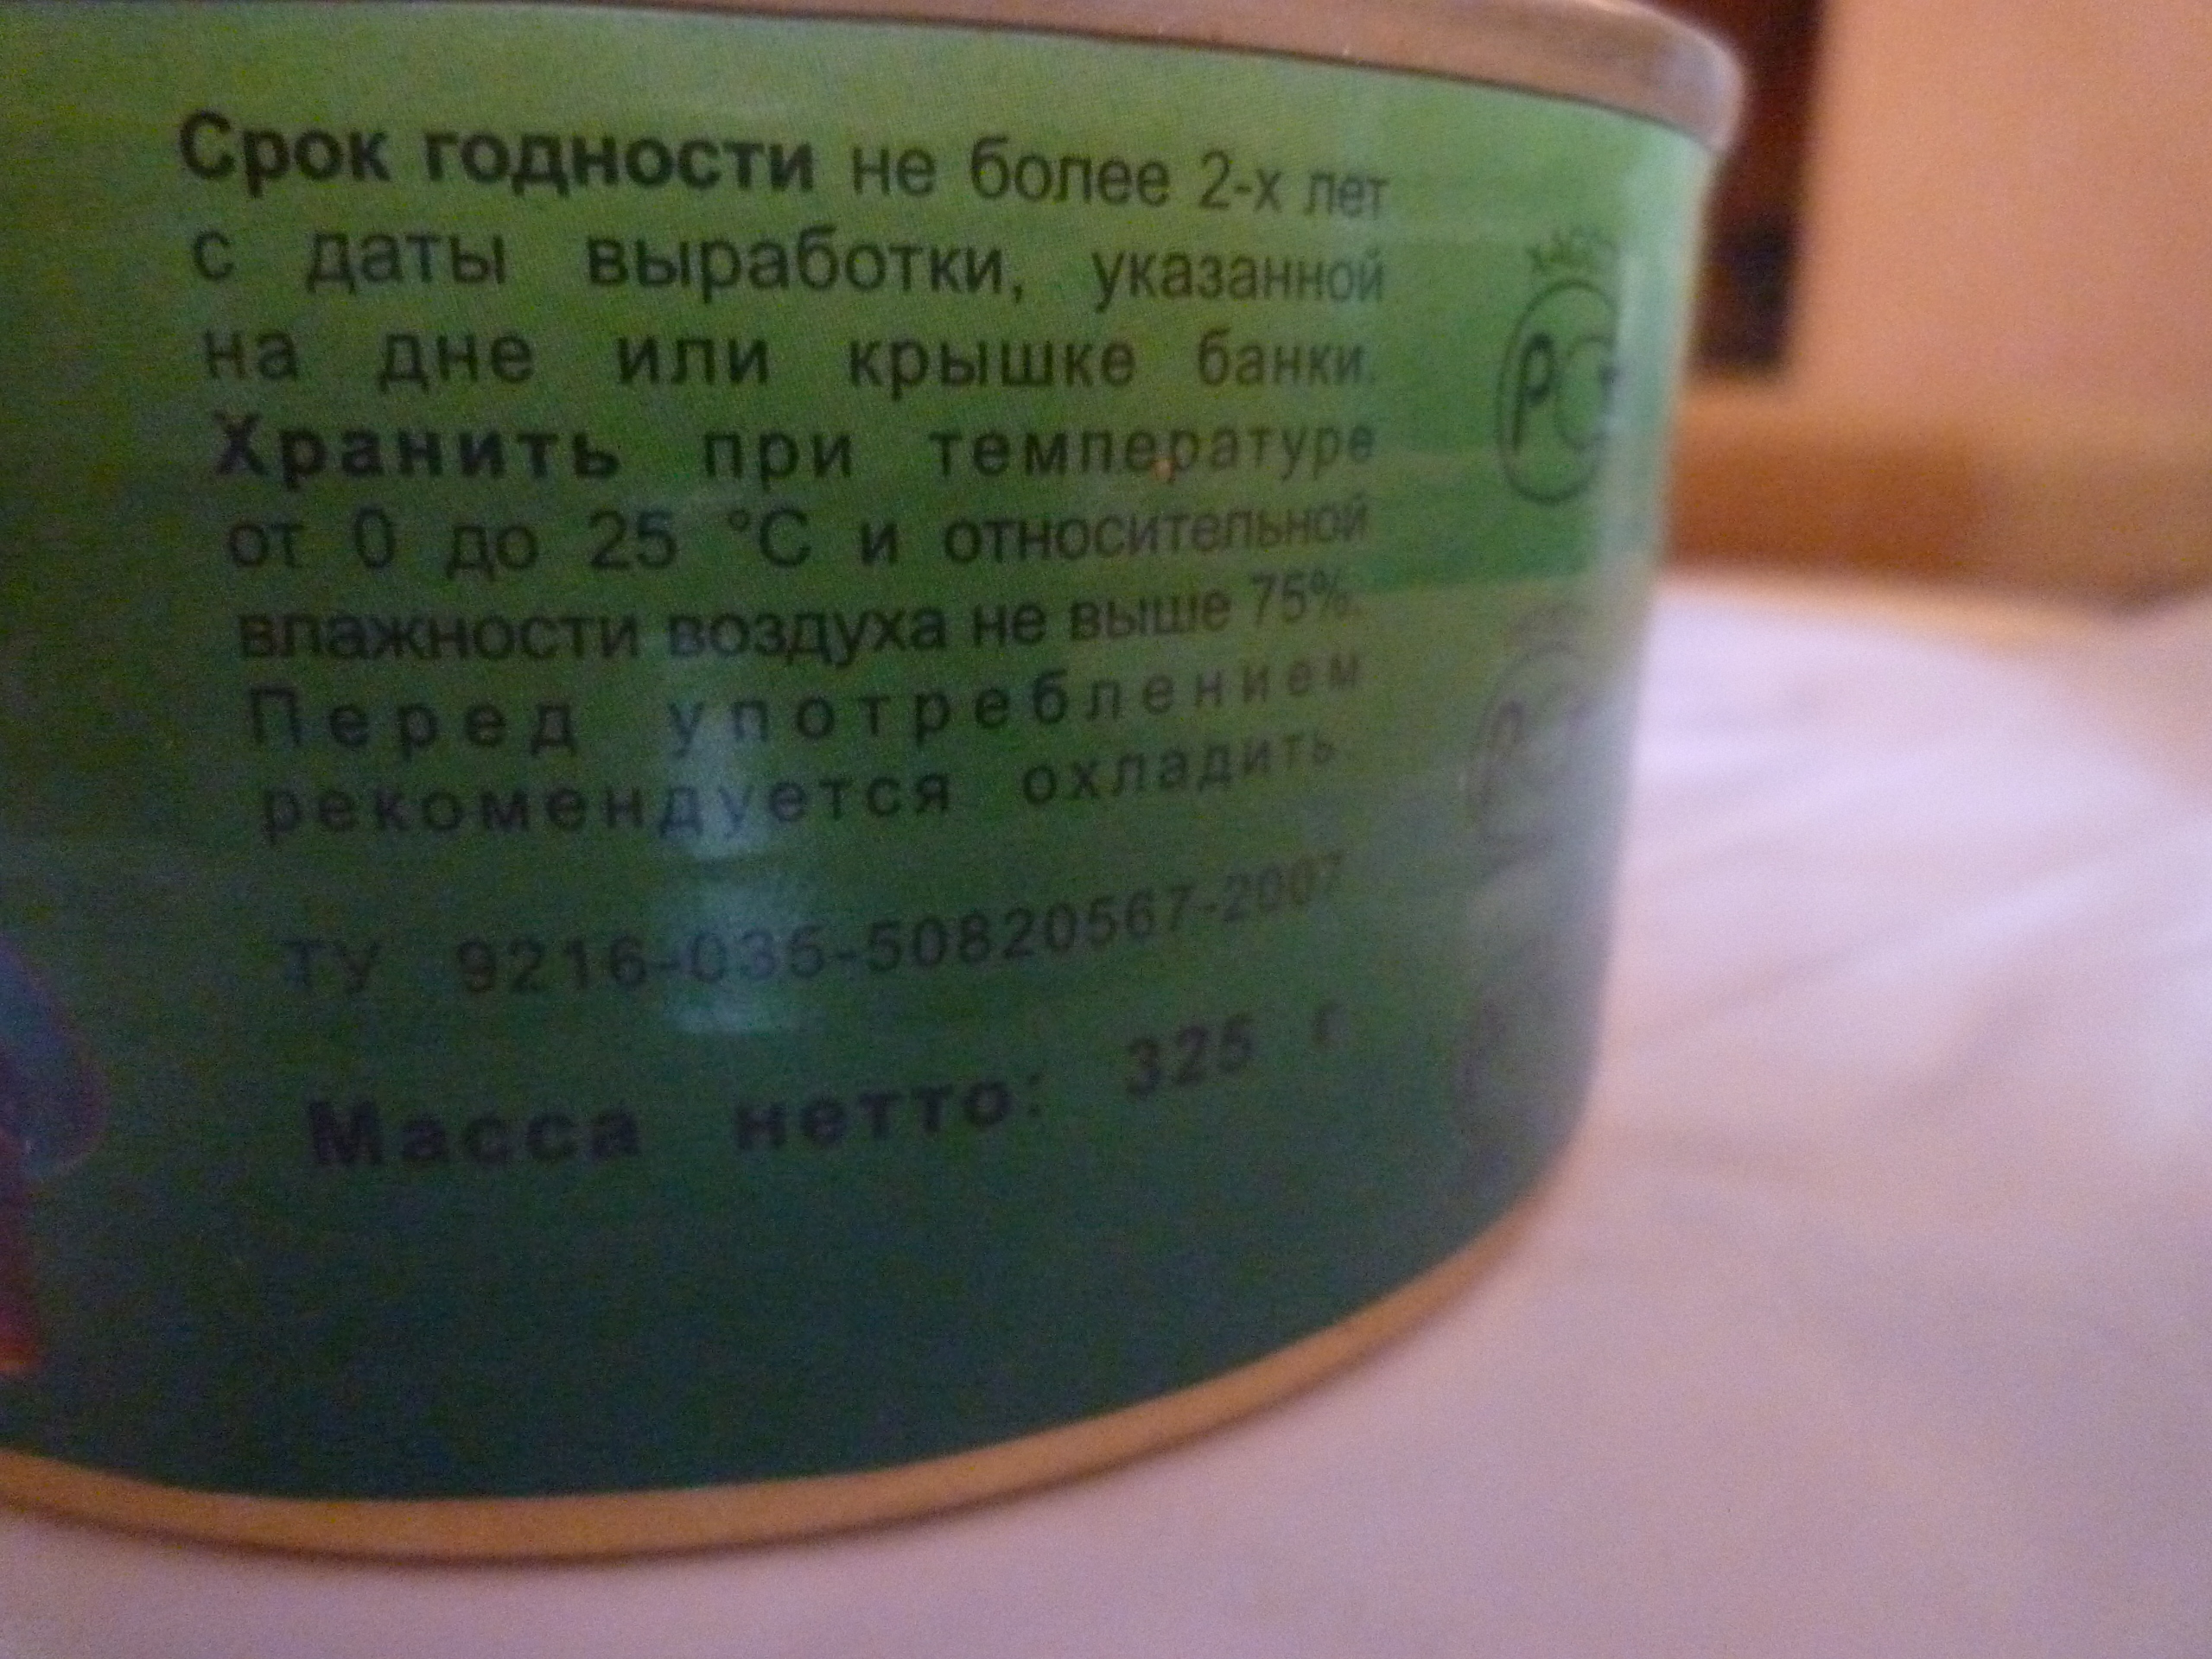 Срок годности не более 2-х лет
с даты выработки, указанной
на дне или крышке банки.
Хранить при температуре
от 0 до 25 °С и относительной
влажности воздуха не выше 75%.
Перед употреблением
рекомендуется охладить.
ТУ 9216-035-50820567-2007
Масса нетто: 325 г